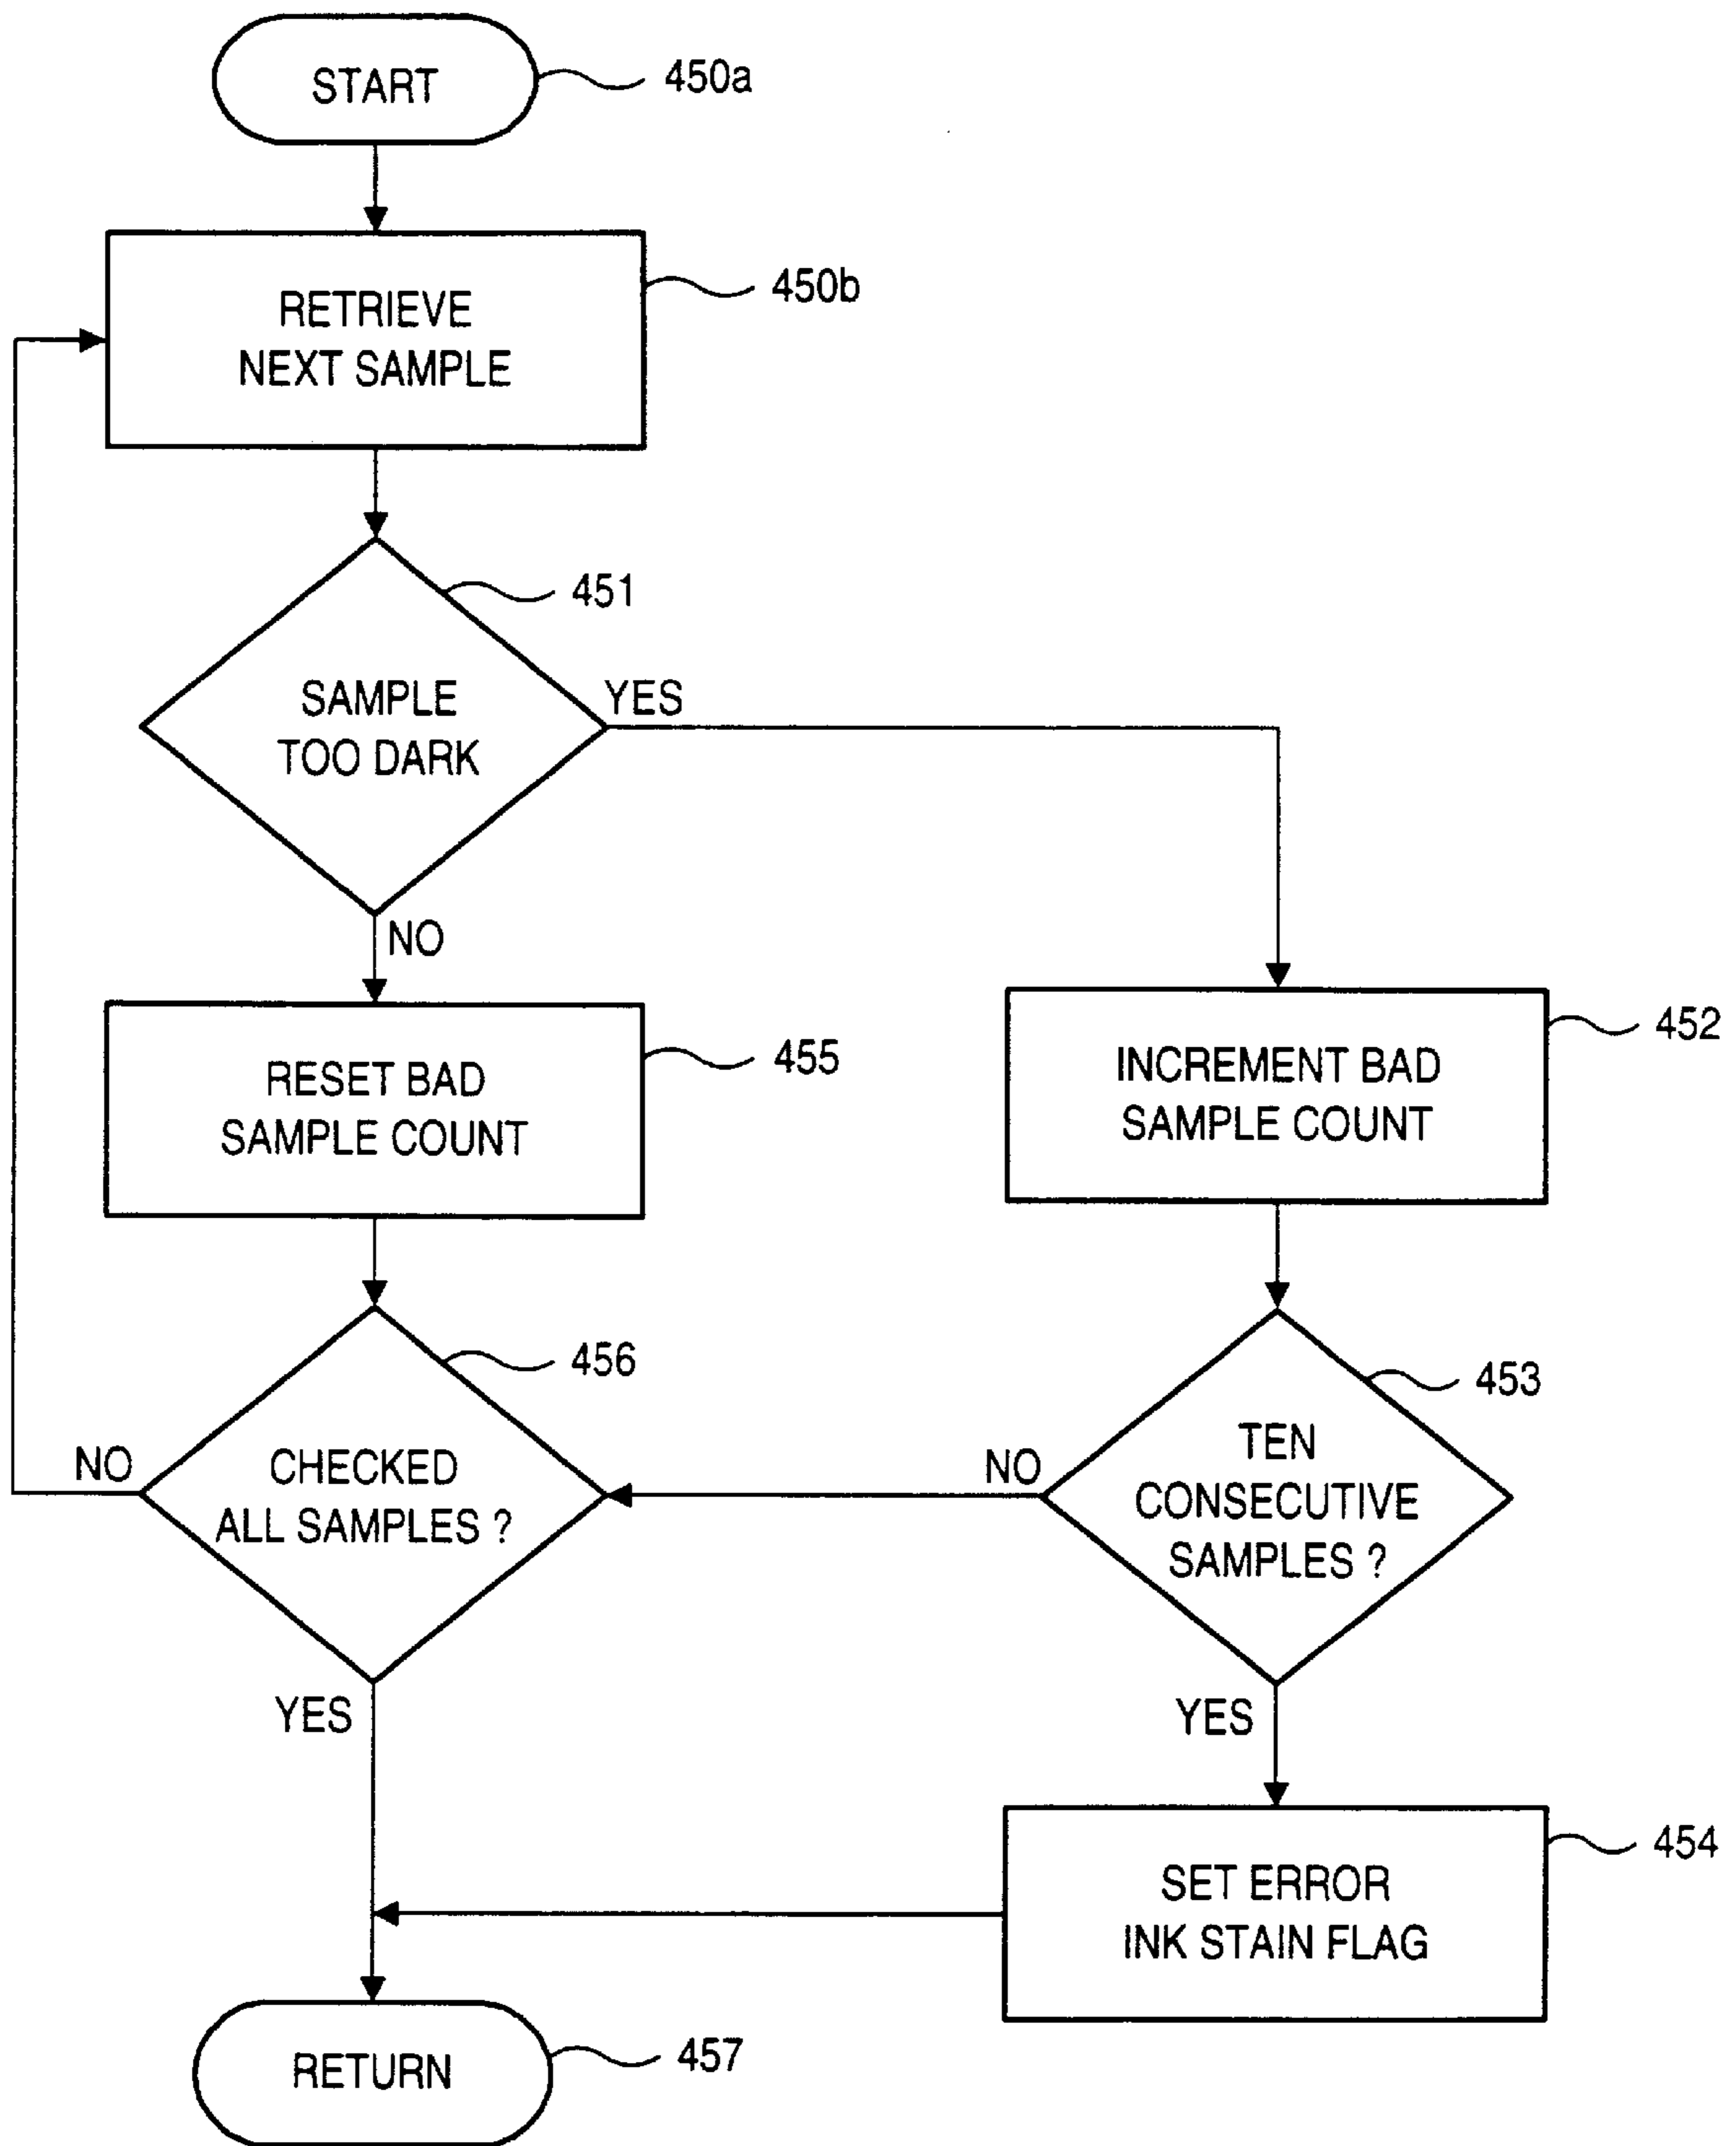 START
450a
RETRIEVE
NEXT SAMPLE
450b
451
SAMPLE
TOO DARK
YES
NO
RESET BAD
SAMPLE COUNT
455
INCREMENT BAD
SAMPLE COUNT
452
456
CHECKED
ALL SAMPLES ?
NO
YES
453
TEN
CONSECUTIVE
SAMPLES ?
NO
YES
SET ERROR
INK STAIN FLAG
454
RETURN
457